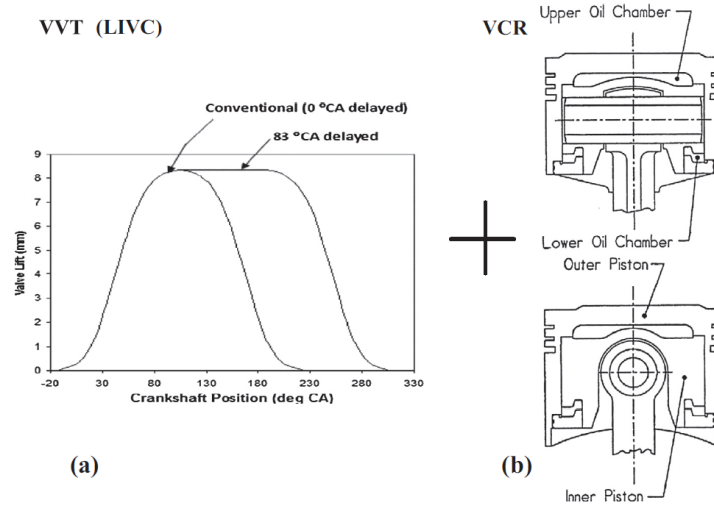 VVT (LIVC)
Conventional (0 ºCA delayed)
83 ºCA delayed
Valve Lift (mm)
9
8
7
6
5
4
3
2
1
0
-20 30 80 130 180 230 280 330
Crankshaft Position (deg CA)
(a)
VCR
Upper Oil Chamber
Lower Oil Chamber
Outer Piston
(b)
Inner Piston